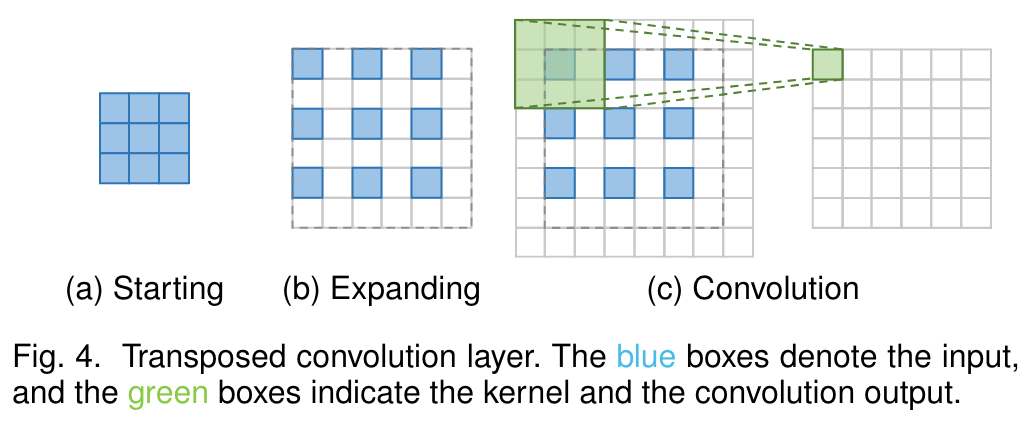 (a) Starting (b) Expanding (c) Convolution
Fig. 4. Transposed convolution layer. The blue boxes denote the input,
and the green boxes indicate the kernel and the convolution output.